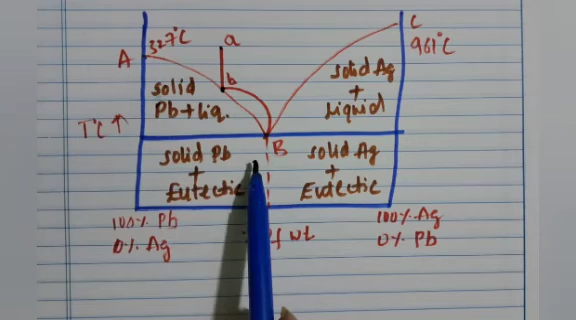 A
327°C
a
b
C
961°C
solid
Pb + liq.
solid Ag
+
Liquid
T°C ↑
B
solid Pb
+
Eutectic
solid Ag
+
Eutectic
100% Pb
0% Ag
wt
100% Ag
0% Pb